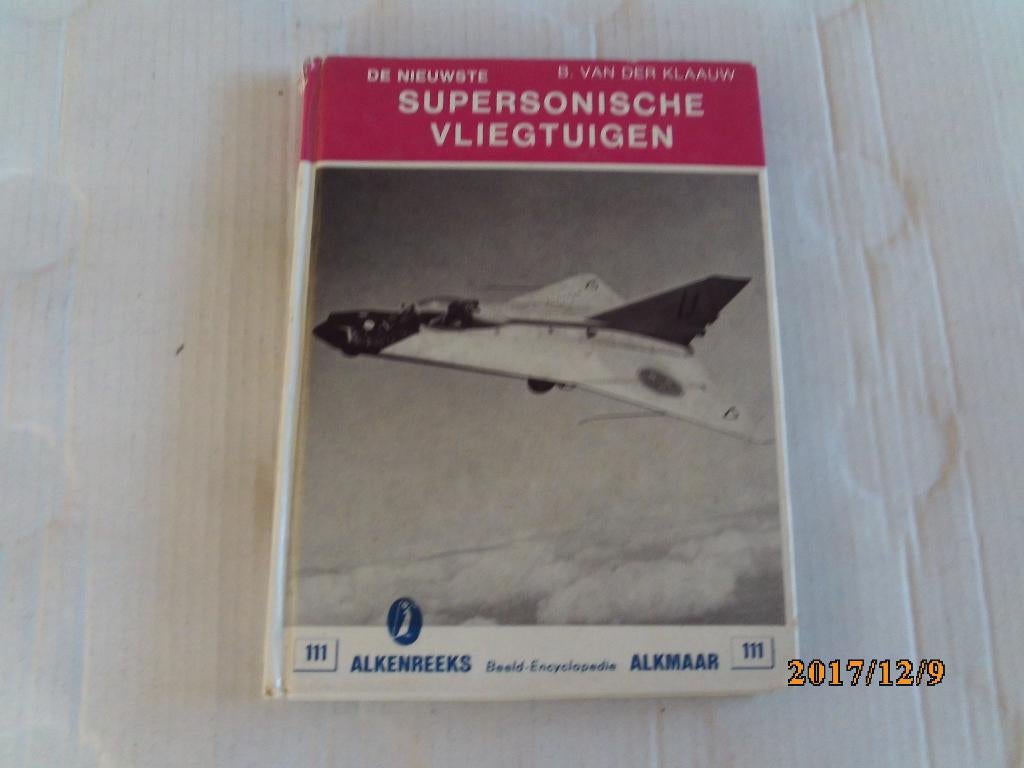 DE NIEUWSTE B. VAN DER KLAAUW
SUPERSONISCHE
VLIEGTUIGEN
111 ALKENREEKS Beeld-Encyclopedie ALKMAAR 111
2017/12/9